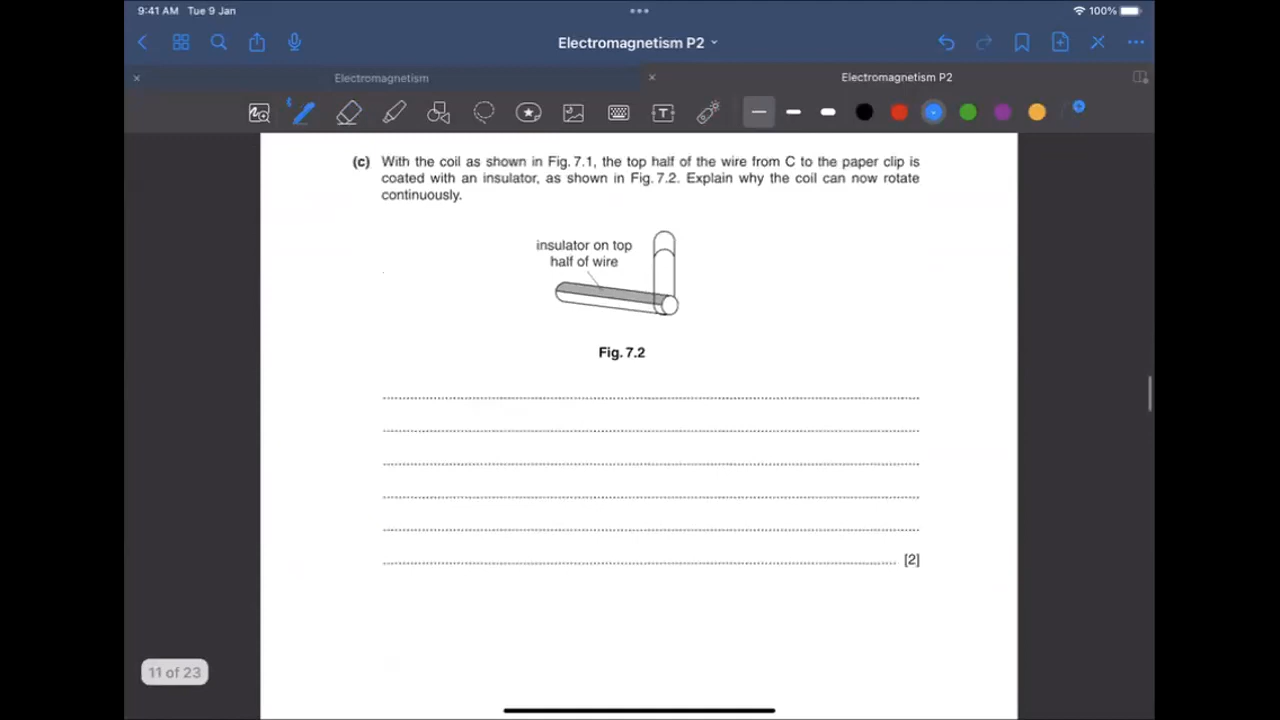 9:41 AM Tue 9 Jan
100%
Electromagnetism P2
Electromagnetism
Electromagnetism P2
T
(c) With the coil as shown in Fig. 7.1, the top half of the wire from C to the paper clip is
coated with an insulator, as shown in Fig. 7.2. Explain why the coil can now rotate
continuously.
insulator on top
half of wire
Fig. 7.2
[2]
11 of 23